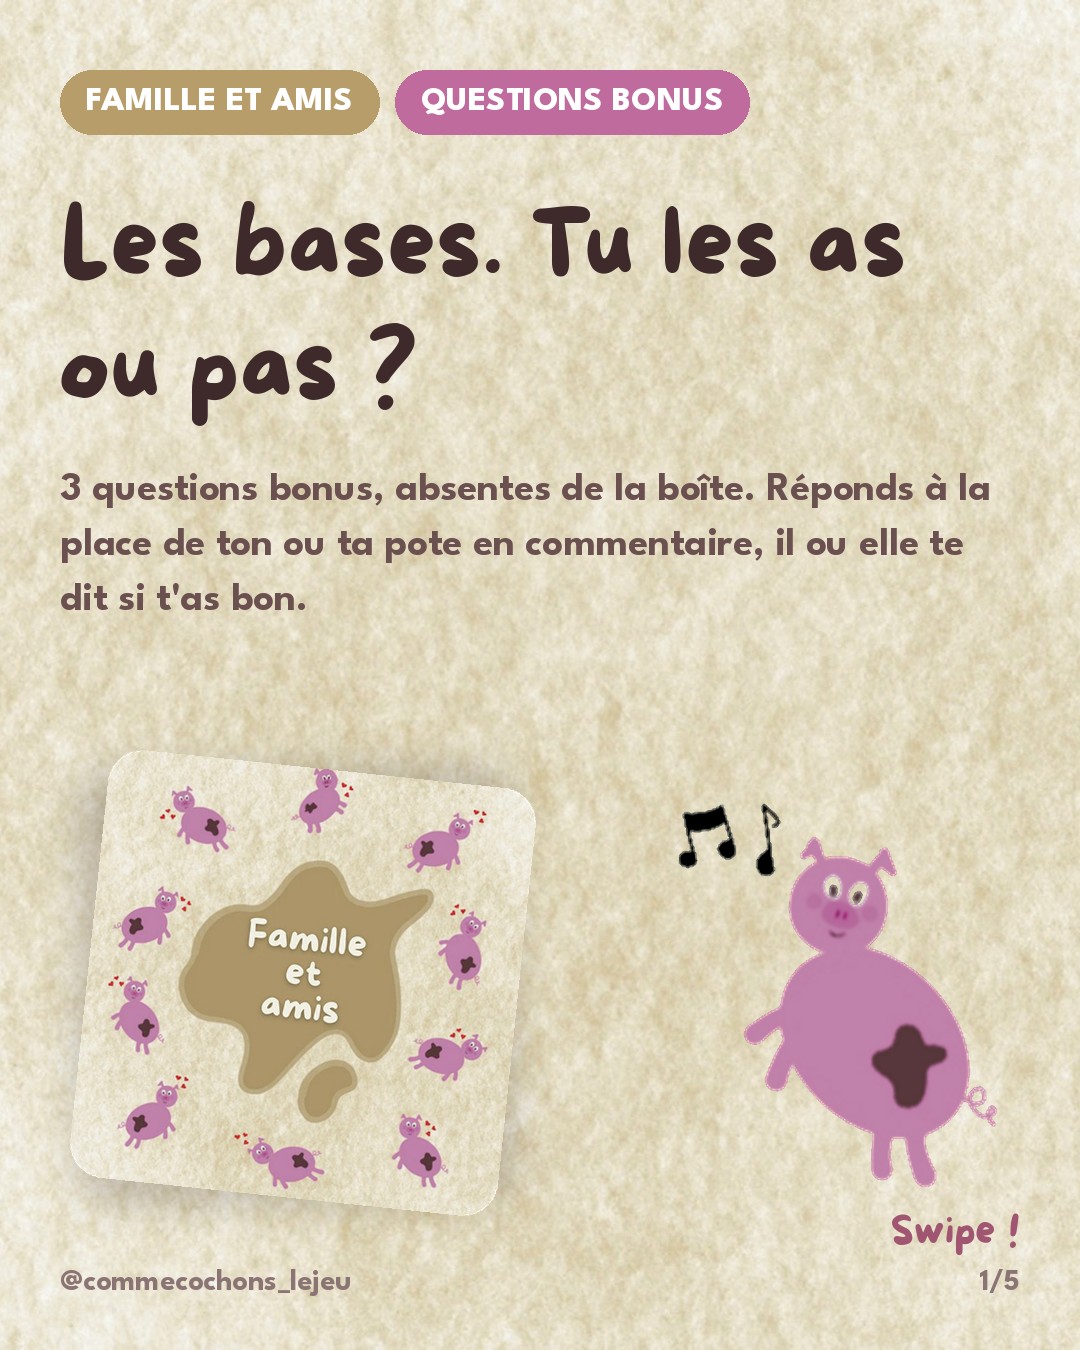 FAMILLE ET AMIS
QUESTIONS BONUS
Les bases. Tu les as
ou pas ?
3 questions bonus, absentes de la boîte. Réponds à la
place de ton ou ta pote en commentaire, il ou elle te
dit si t'as bon.
Famille
et
amis
Swipe !
@commecochons_lejeu
1/5